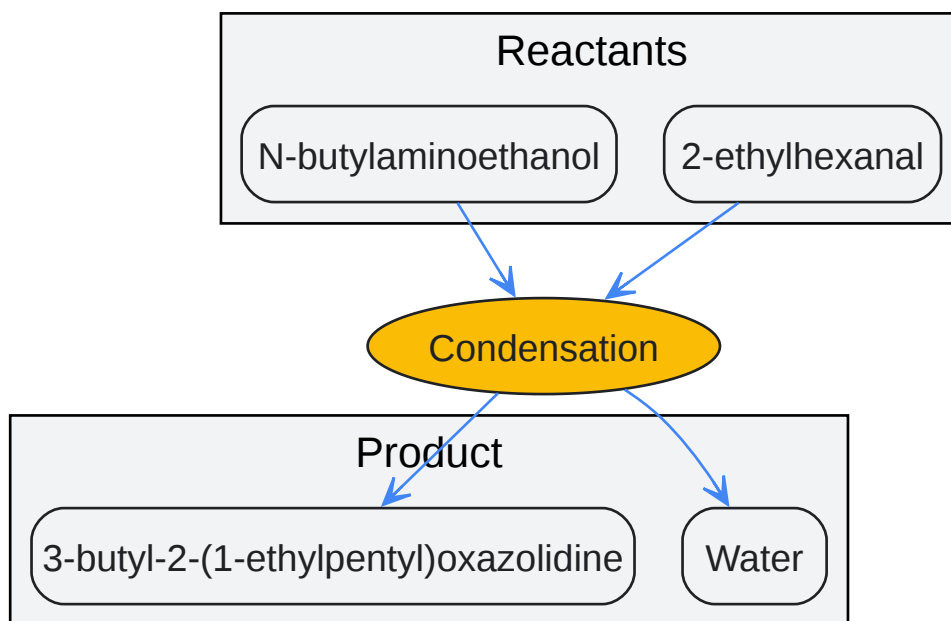 Reactants
N-butylaminoethanol
2-ethylhexanal
Condensation
Product
3-butyl-2-(1-ethylpentyl)oxazolidine
Water